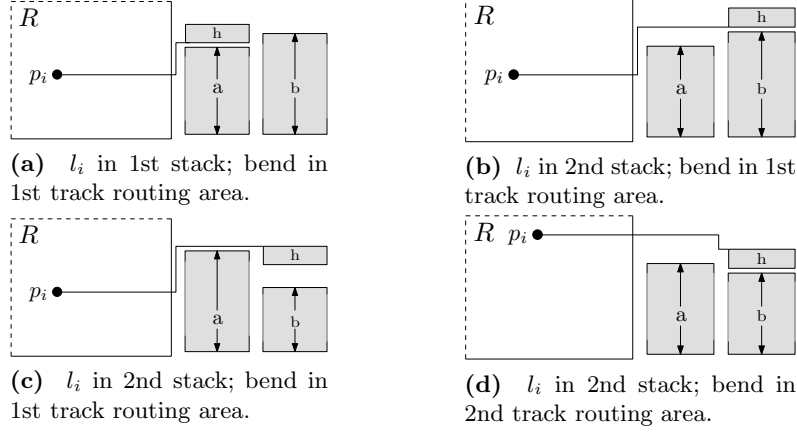 R
h
p_i
a
b
(a) l_i in 1st stack; bend in
1st track routing area.
R
h
p_i
a
b
(b) l_i in 2nd stack; bend in 1st
track routing area.
R
h
p_i
a
b
(c) l_i in 2nd stack; bend in
1st track routing area.
R p_i
h
a
b
(d) l_i in 2nd stack; bend in
2nd track routing area.